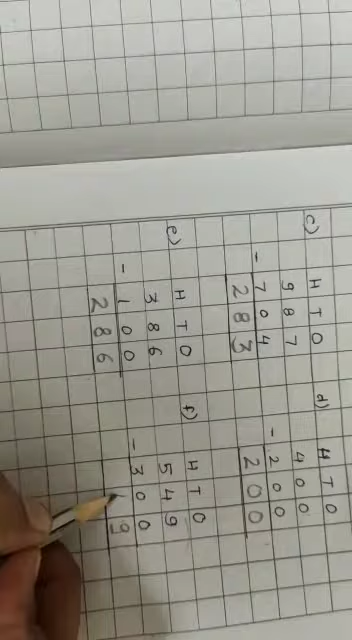 c)
H T O
9 8 7
- 7 0 4
2 8 3
d)
H T O
4 0 0
- 2 0 0
2 0 0
e)
H T O
3 8 6
- 1 0 0
2 8 6
f)
H T O
5 4 9
- 3 0 0
9